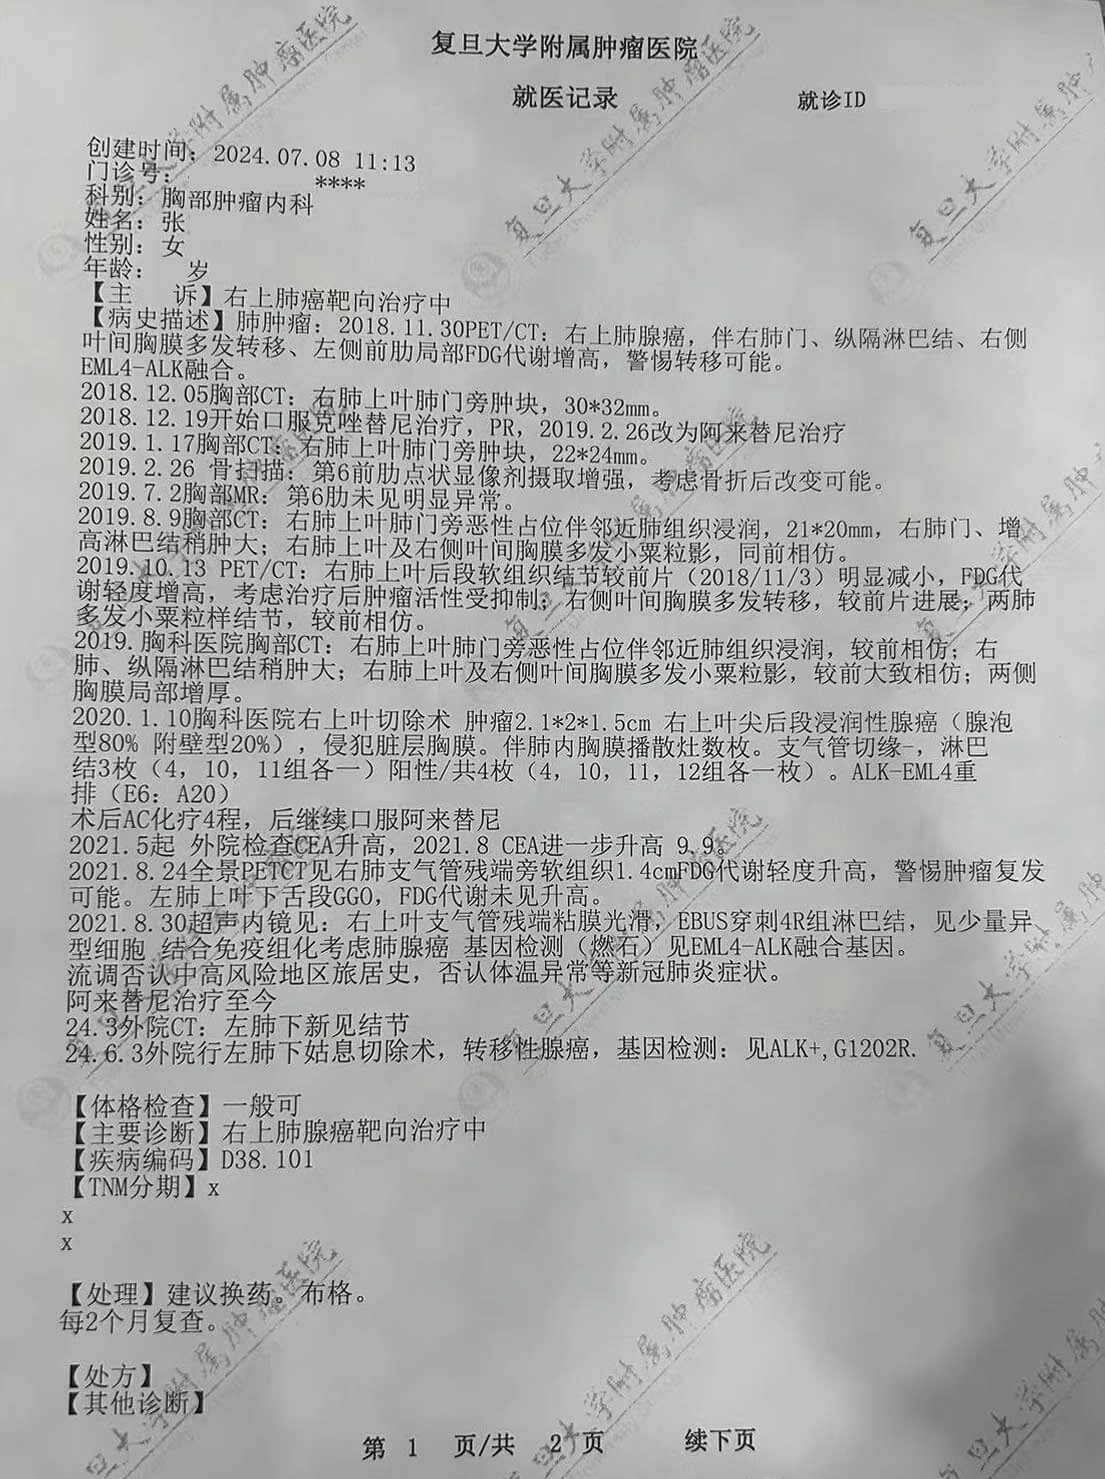 复旦大学附属肿瘤医院
就医记录 就诊ID
创建时间: 2024.07.08 11:13
门诊号: ****
科别: 胸部肿瘤内科
姓名: 张
性别: 女
年龄: 岁
【主 诉】右上肺癌靶向治疗中
【病史描述】肺肿瘤: 2018.11.30PET/CT: 右上肺腺癌, 伴右肺门、纵隔淋巴结、右侧
叶间胸膜多发转移、左侧前肋局部FDG代谢增高, 警惕转移可能。
EML4-ALK融合。
2018.12.05胸部CT: 右肺上叶肺门旁肿块, 30*32mm。
2018.12.19开始口服克唑替尼治疗, PR, 2019.2.26改为阿来替尼治疗
2019.1.17胸部CT: 右肺上叶肺门旁肿块, 22*24mm。
2019.2.26 骨扫描: 第6前肋点状显像剂摄取增强, 考虑骨折后改变可能。
2019.7.2胸部MR: 第6肋未见明显异常。
2019.8.9胸部CT: 右肺上叶肺门旁恶性占位伴邻近肺组织浸润, 21*20mm, 右肺门、增
高淋巴结稍肿大; 右肺上叶及右侧叶间胸膜多发小粟粒影, 同前相仿。
2019.10.13 PET/CT: 右肺上叶后段软组织结节较前片（2018/11/3）明显减小, FDG代
谢轻度增高, 考虑治疗后肿瘤活性受抑制; 右侧叶间胸膜多发转移, 较前片进展; 两肺
多发小粟粒样结节, 较前相仿。
2019. 胸科医院胸部CT: 右肺上叶肺门旁恶性占位伴邻近肺组织浸润, 较前相仿; 右
肺、纵隔淋巴结稍肿大; 右肺上叶及右侧叶间胸膜多发小粟粒影, 较前大致相仿; 两侧
胸膜局部增厚。
2020.1.10胸科医院右上叶切除术 肿瘤2.1*2*1.5cm 右上叶尖后段浸润性腺癌（腺泡
型80% 附壁型20%）, 侵犯脏层胸膜。伴肺内胸膜播散灶数枚。支气管切缘-, 淋巴
结3枚（4, 10, 11组各一）阳性/共4枚（4, 10, 11, 12组各一枚）。ALK-EML4重
排（E6: A20）
术后AC化疗4程, 后继续口服阿来替尼
2021.5起 外院检查CEA升高, 2021.8 CEA进一步升高 9.9。
2021.8.24全景PETCT见右肺支气管残端旁软组织1.4cmFDG代谢轻度升高, 警惕肿瘤复发
可能。左肺上叶下舌段GGO, FDG代谢未见升高。
2021.8.30超声内镜见: 右上叶支气管残端粘膜光滑, EBUS穿刺4R组淋巴结, 见少量异
型细胞 结合免疫组化考虑肺腺癌 基因检测（燃石）见EML4-ALK融合基因。
流调否认中高风险地区旅居史, 否认体温异常等新冠肺炎症状。
阿来替尼治疗至今
24.3外院CT: 左肺下新见结节
24.6.3外院行左肺下姑息切除术, 转移性腺癌, 基因检测: 见ALK+,G1202R.
【体格检查】一般可
【主要诊断】右上肺腺癌靶向治疗中
【疾病编码】D38.101
【TNM分期】x
x
x
【处理】建议换药。布格。
每2个月复查。
【处方】
【其他诊断】
第 1 页/共 2 页 续下页